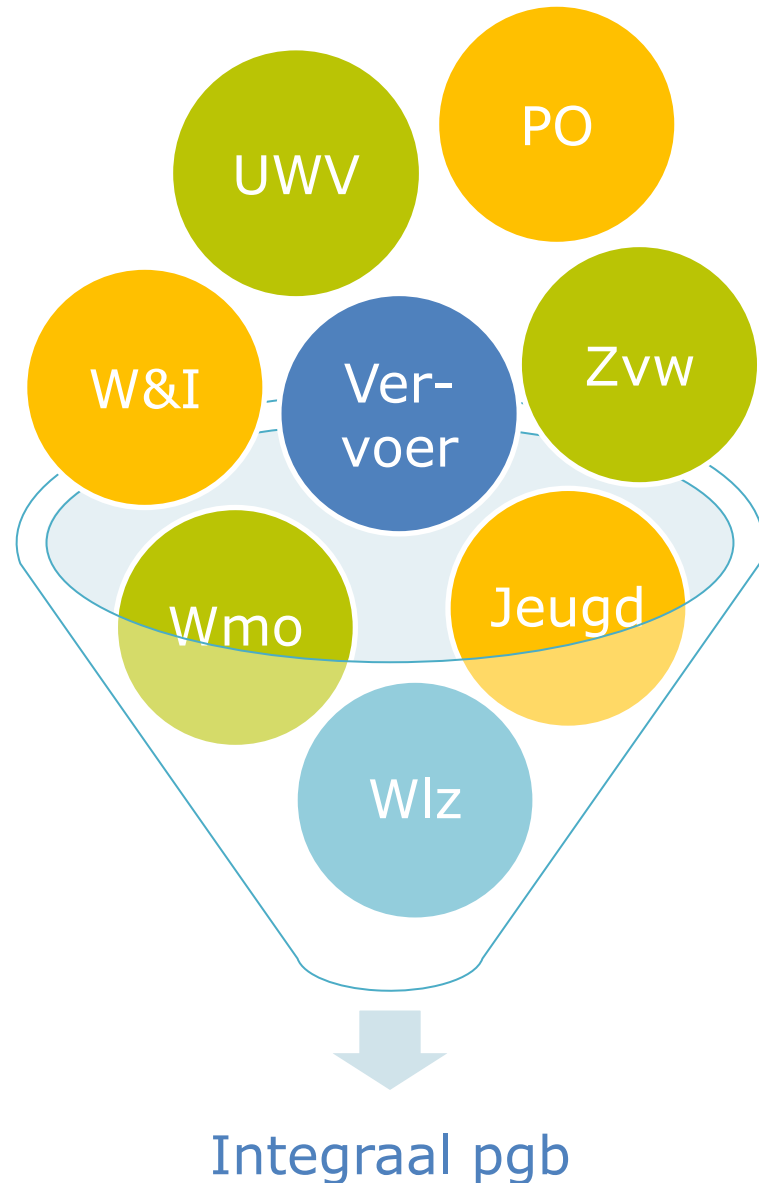 PO
UWV
Zvw
W&I
Ver-
voer
Jeugd
Wmo
Wlz
Integraal pgb